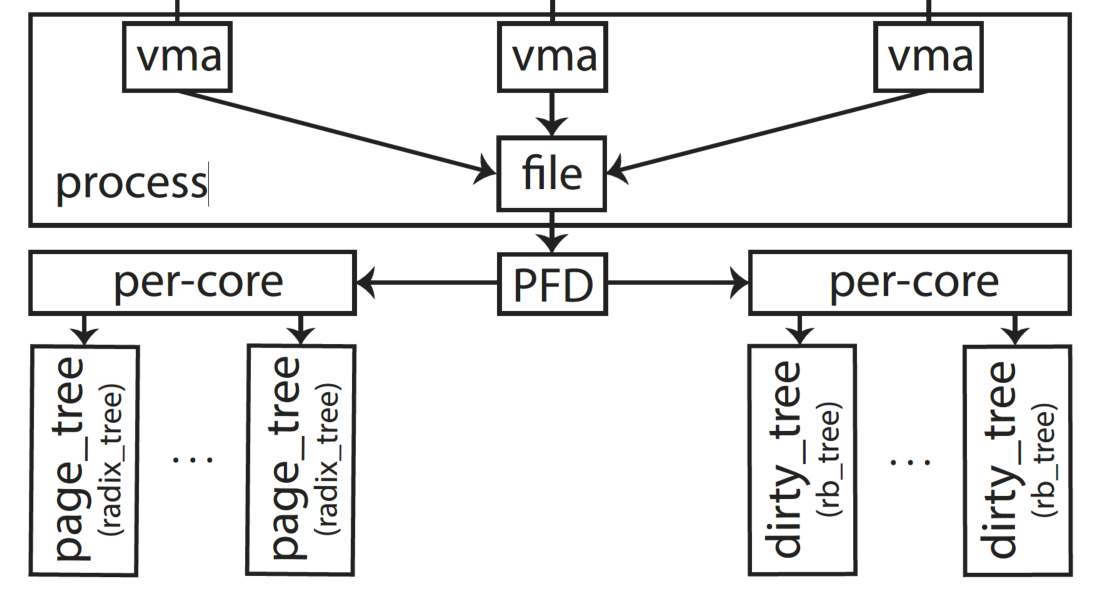 vma
vma
vma
file
process
per-core
PFD
per-core
page_tree
(radix_tree)
...
page_tree
(radix_tree)
dirty_tree
(rb_tree)
...
dirty_tree
(rb_tree)